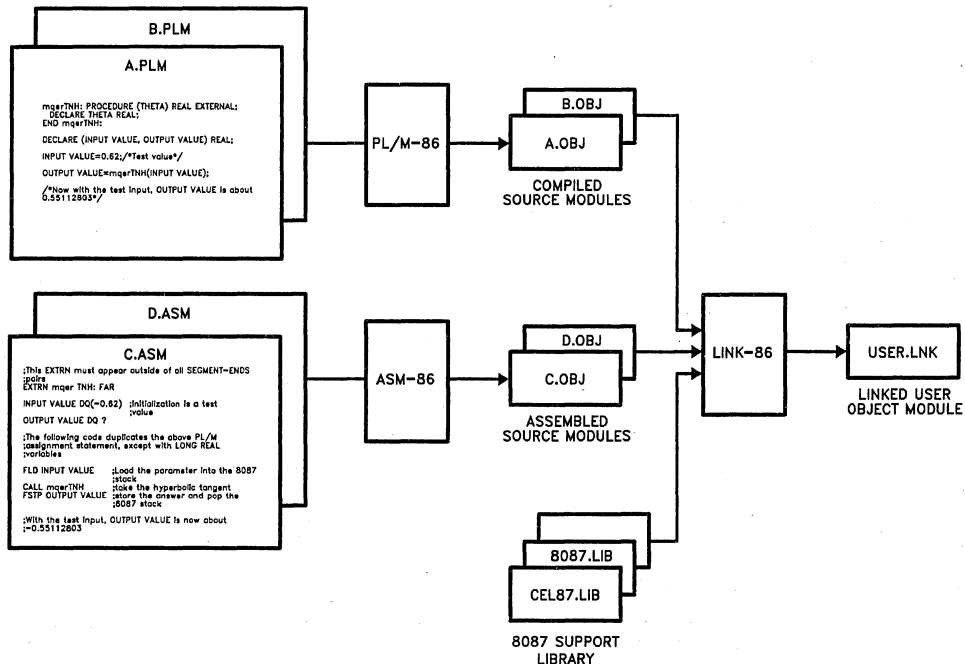 B.PLM
A.PLM
mqerTNH: PROCEDURE (THETA) REAL EXTERNAL;
DECLARE THETA REAL;
END mqerTNH;
DECLARE (INPUT VALUE, OUTPUT VALUE) REAL;
INPUT VALUE=0.62;/*Test value*/
OUTPUT VALUE=mqerTNH(INPUT VALUE);
/*Now with the test input, OUTPUT VALUE is about
0.55112803*/
PL/M-86
B.OBJ
A.OBJ
COMPILED
SOURCE MODULES
D.ASM
C.ASM
;This EXTRN must appear outside of all SEGMENT-ENDS
;pairs
EXTRN mqer TNH: FAR
INPUT VALUE DQ(-0.62) ;initialization is a test
;value
OUTPUT VALUE DQ ?
;The following code duplicates the above PL/M
;assignment statement, except with LONG REAL
;variables
FLD INPUT VALUE ;Load the parameter into the 8087
;stack
CALL mqerTNH ;take the hyperbolic tangent
FSTP OUTPUT VALUE ;store the answer and pop the
;8087 stack
;With the test input, OUTPUT VALUE is now about
;-0.55112803
ASM-86
D.OBJ
C.OBJ
ASSEMBLED
SOURCE MODULES
LINK-86
USER.LNK
LINKED USER
OBJECT MODULE
8087.LIB
CEL87.LIB
8087 SUPPORT
LIBRARY